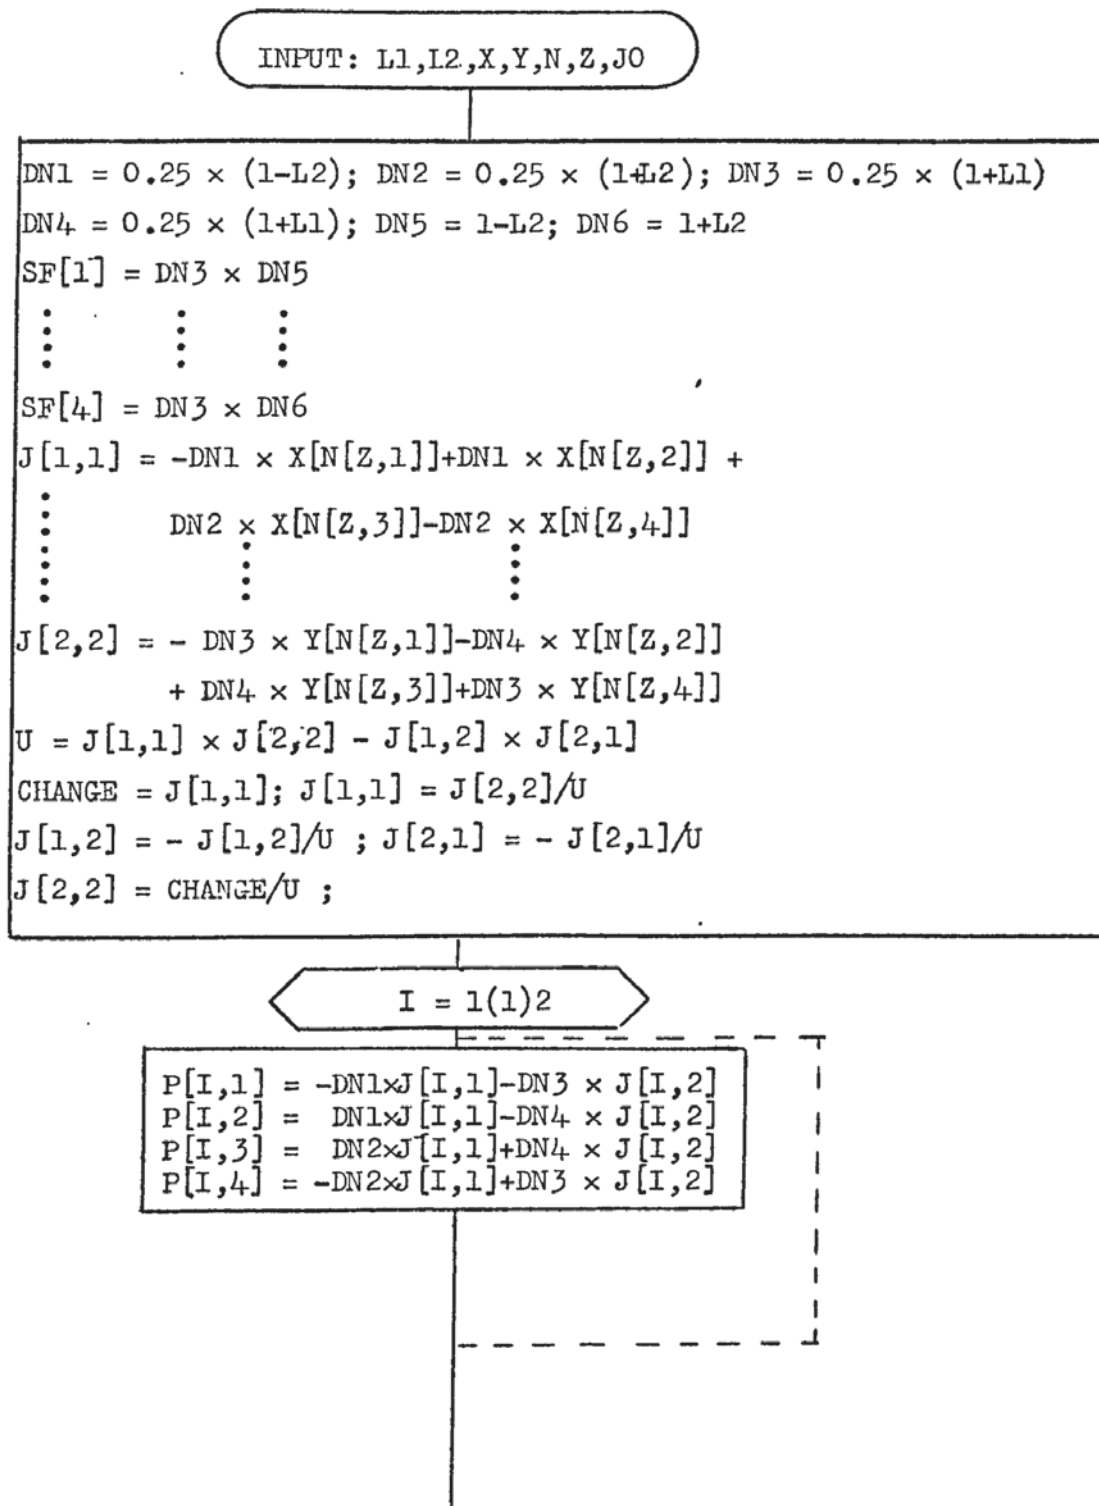 INPUT: L1,L2,X,Y,N,Z,JO
DN1 = 0.25 × (1-L2); DN2 = 0.25 × (1+L2); DN3 = 0.25 × (1+L1)
DN4 = 0.25 × (1+L1); DN5 = 1-L2; DN6 = 1+L2
SF[1] = DN3 × DN5
SF[4] = DN3 × DN6
J[1,1] = -DN1 × X[N[Z,1]]+DN1 × X[N[Z,2]] +
DN2 × X[N[Z,3]]-DN2 × X[N[Z,4]]
J[2,2] = - DN3 × Y[N[Z,1]]-DN4 × Y[N[Z,2]]
+ DN4 × Y[N[Z,3]]+DN3 × Y[N[Z,4]]
U = J[1,1] × J[2,2] - J[1,2] × J[2,1]
CHANGE = J[1,1]; J[1,1] = J[2,2]/U
J[1,2] = - J[1,2]/U ; J[2,1] = - J[2,1]/U
J[2,2] = CHANGE/U ;
I = 1(1)2
P[I,1] = -DN1×J[I,1]-DN3 × J[I,2]
P[I,2] = DN1×J[I,1]-DN4 × J[I,2]
P[I,3] = DN2×J[I,1]+DN4 × J[I,2]
P[I,4] = -DN2×J[I,1]+DN3 × J[I,2]